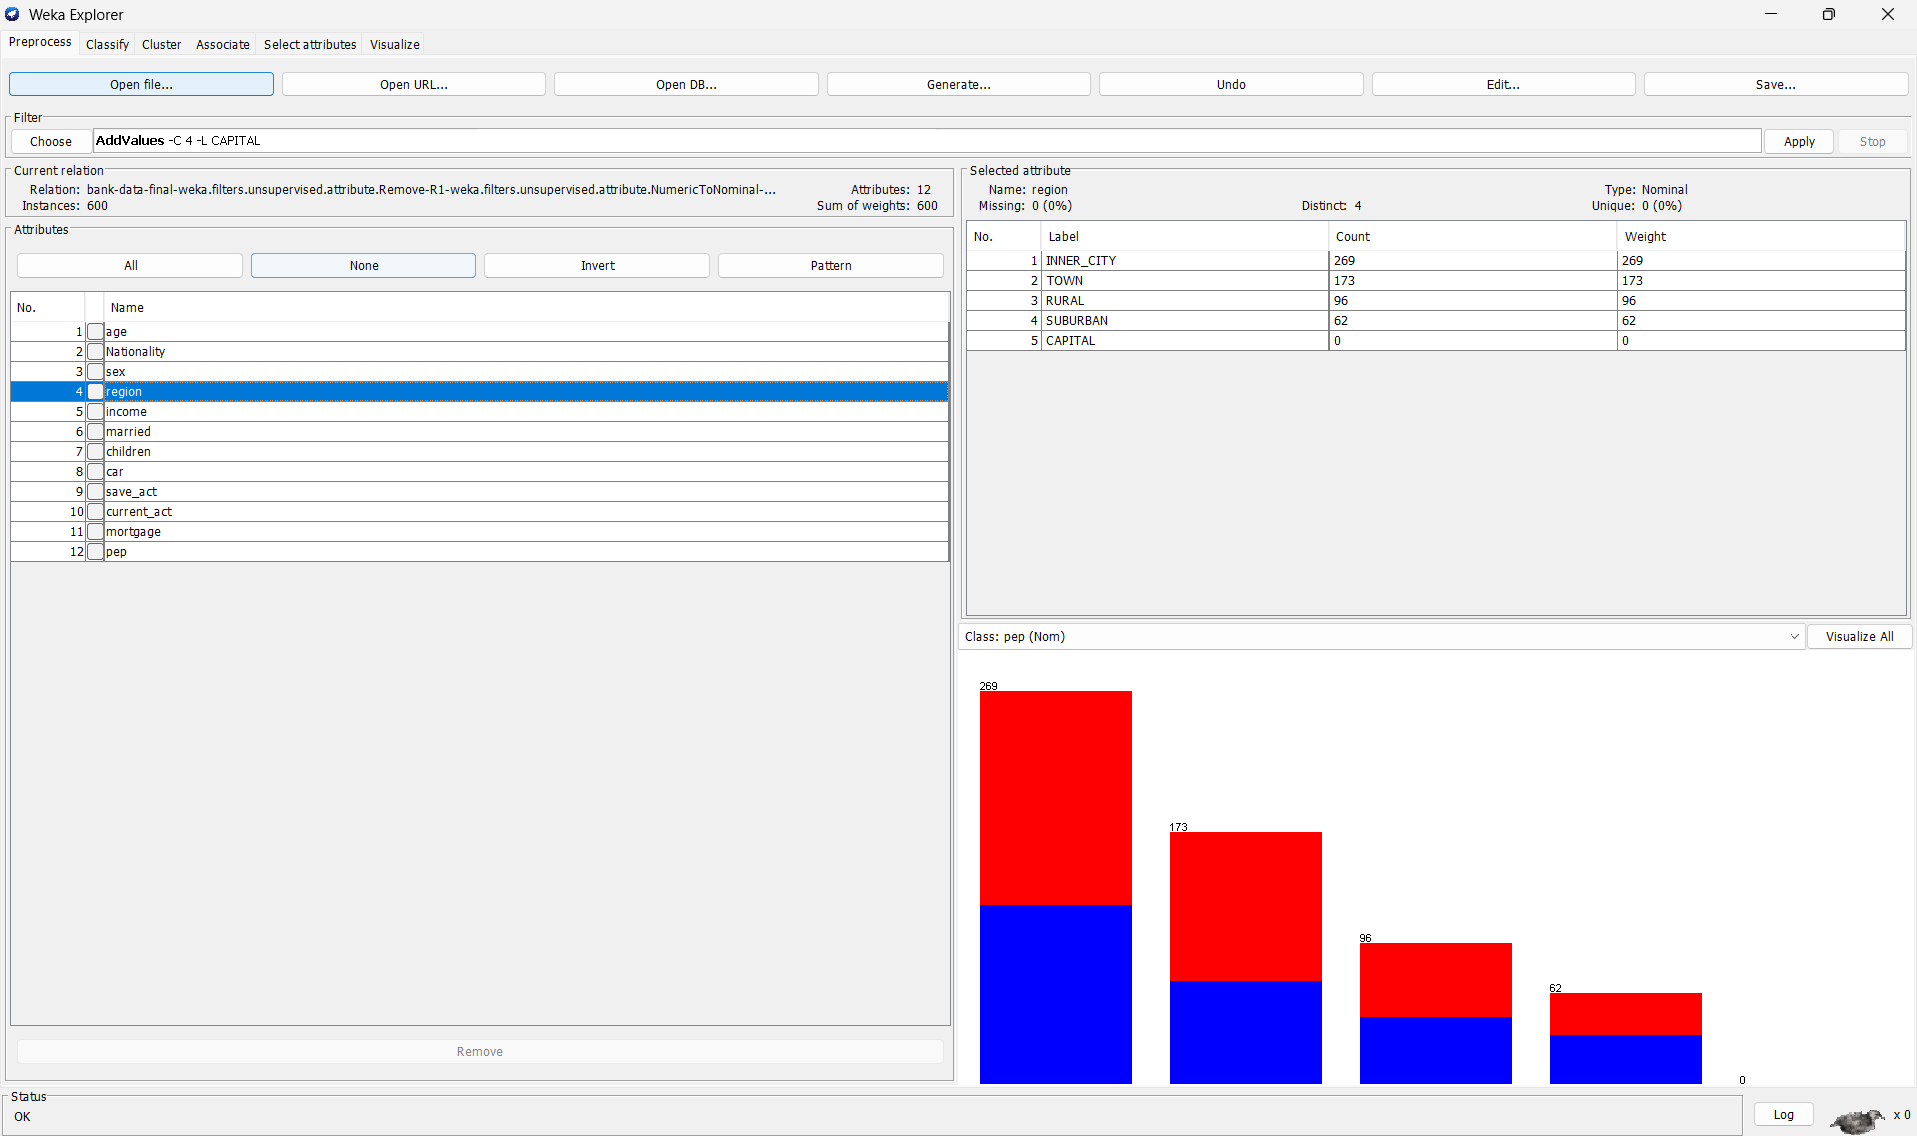 Weka Explorer
Preprocess Classify Cluster Associate Select attributes Visualize
Open file... Open URL... Open DB... Generate... Undo Edit... Save...
Filter
Choose AddValues -C 4 -L CAPITAL Apply Stop
Current relation
Relation: bank-data-final-weka.filters.unsupervised.attribute.Remove-R1-weka.filters.unsupervised.attribute.NumericToNominal-... Attributes: 12
Instances: 600 Sum of weights: 600
Attributes
All None Invert Pattern
No. Name
1 age
2 Nationality
3 sex
4 region
5 income
6 married
7 children
8 car
9 save_act
10 current_act
11 mortgage
12 pep
Remove
Selected attribute
Name: region Type: Nominal
Missing: 0 (0%) Distinct: 4 Unique: 0 (0%)
No. Label Count Weight
1 INNER_CITY 269 269
2 TOWN 173 173
3 RURAL 96 96
4 SUBURBAN 62 62
5 CAPITAL 0 0
Class: pep (Nom) Visualize All
269
173
96
62
0
Status
OK
Log x 0